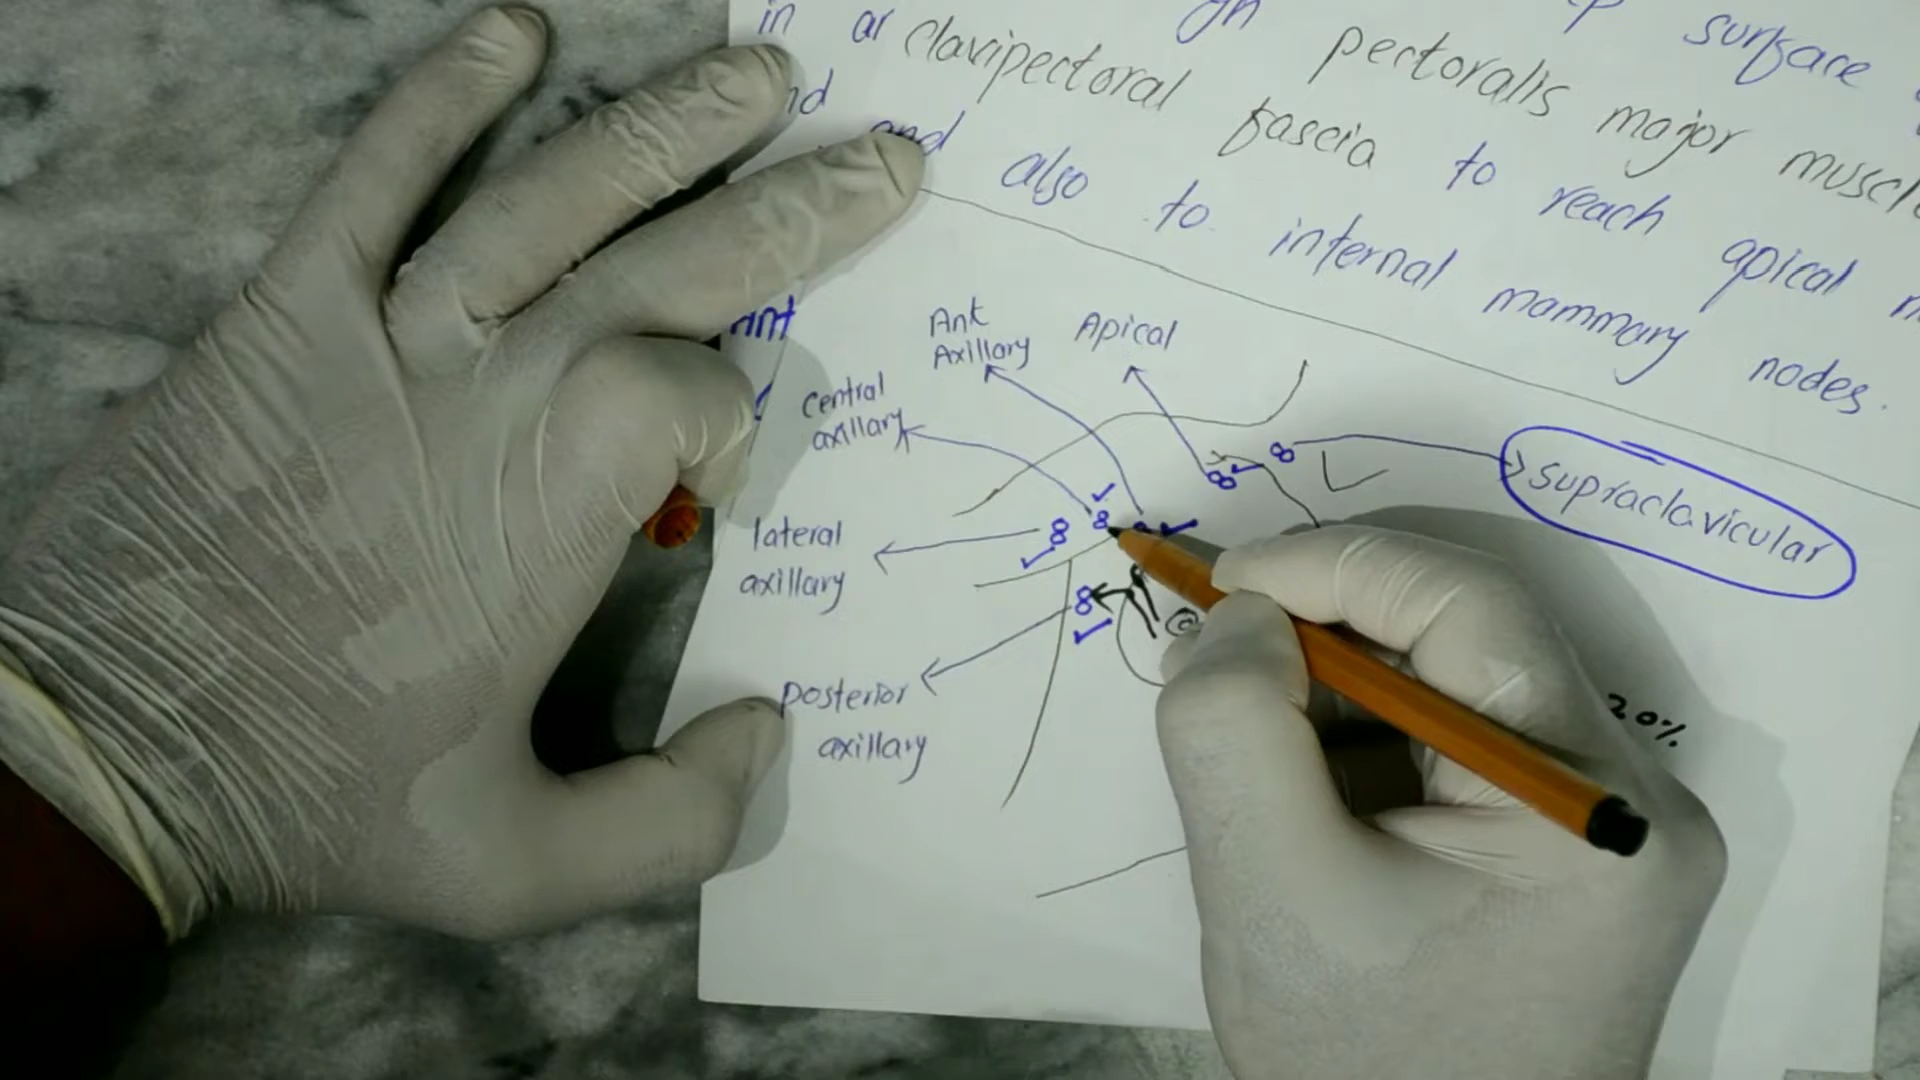 in ar surface
clavipectoral pectoralis major
nd and fascia to reach apical
also to internal mammary nodes.
Ant
Ant
Axillary
Apical
central
axillary
supraclavicular
lateral
axillary
posterior
axillary
20%